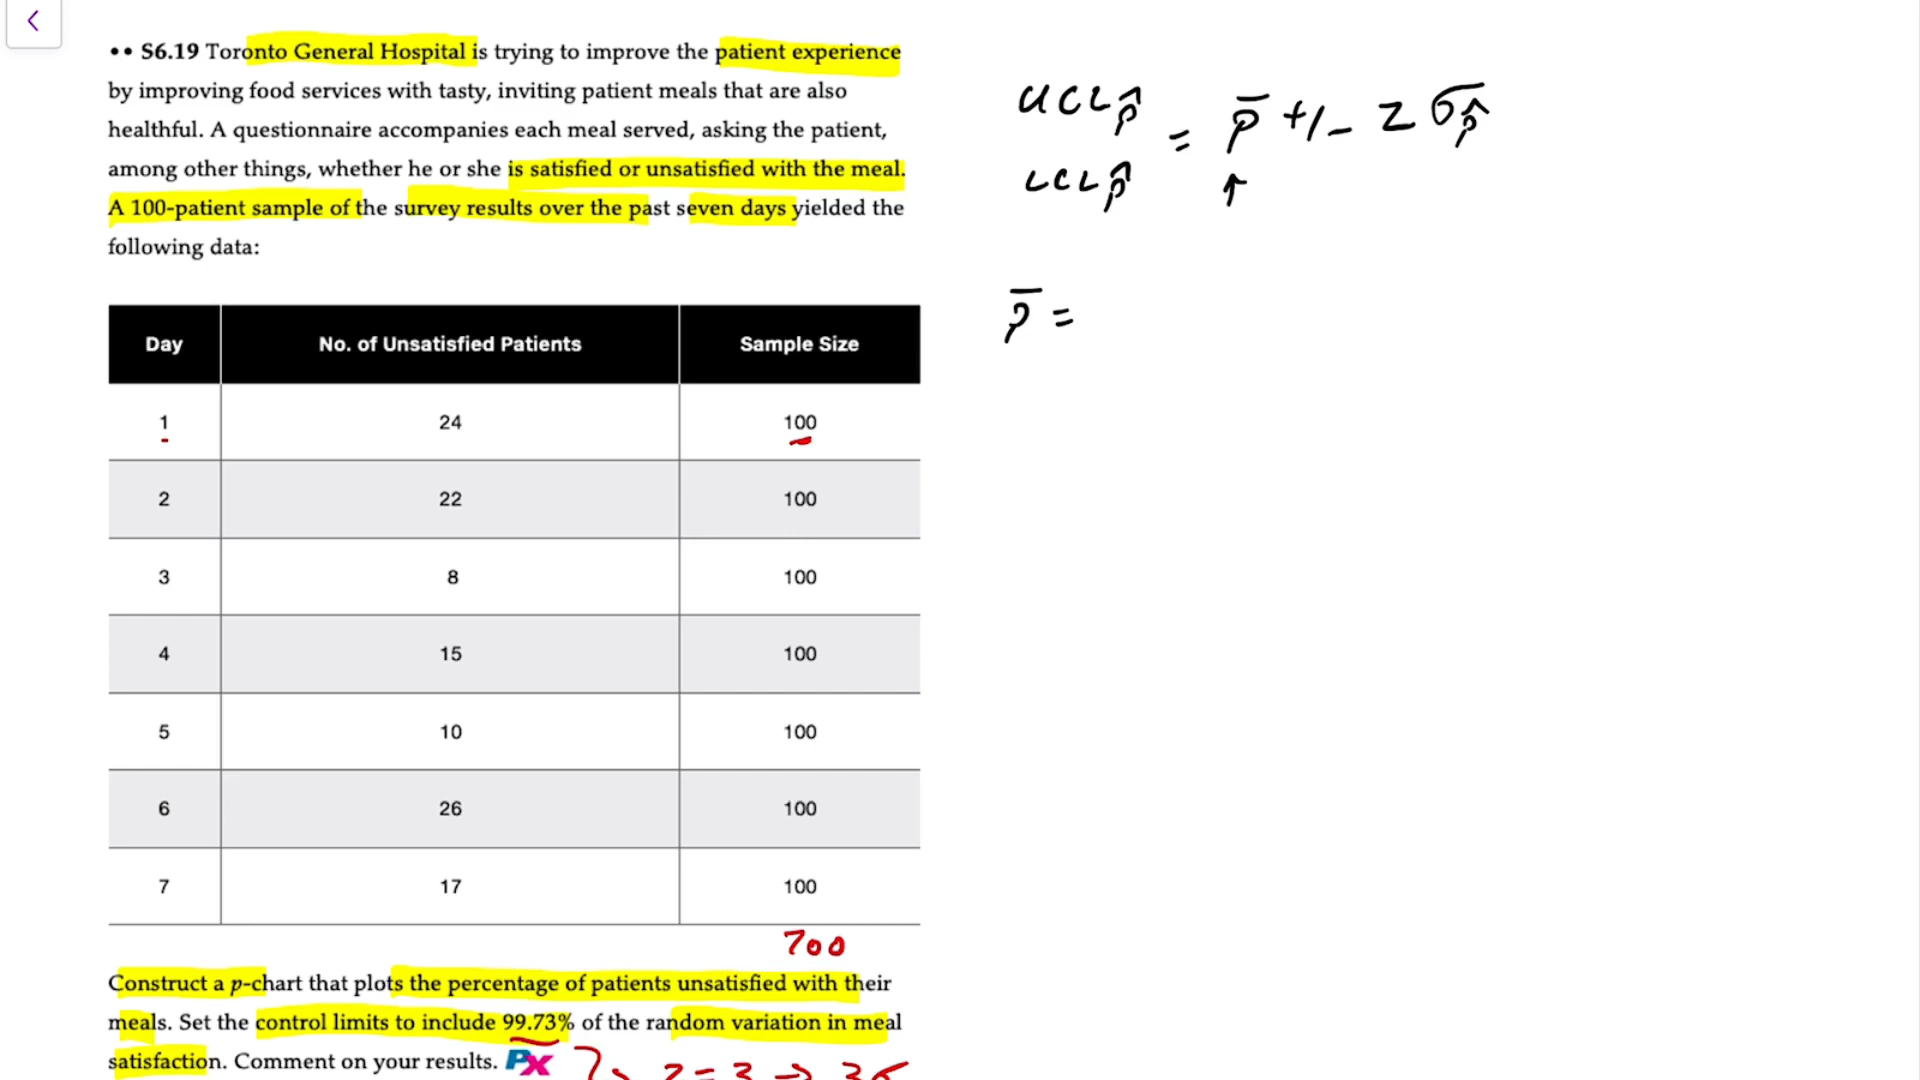 •• S6.19 Toronto General Hospital is trying to improve the patient experience
by improving food services with tasty, inviting patient meals that are also
healthful. A questionnaire accompanies each meal served, asking the patient,
among other things, whether he or she is satisfied or unsatisfied with the meal.
A 100-patient sample of the survey results over the past seven days yielded the
following data:
Day No. of Unsatisfied Patients Sample Size
1 24 100
2 22 100
3 8 100
4 15 100
5 10 100
6 26 100
7 17 100
700
Construct a p-chart that plots the percentage of patients unsatisfied with their
meals. Set the control limits to include 99.73% of the random variation in meal
satisfaction. Comment on your results. PX
z = 3 → 3σ
UCL p̂
= p̄ +/- z σp̂
LCL p̂ ↑
p̄ =